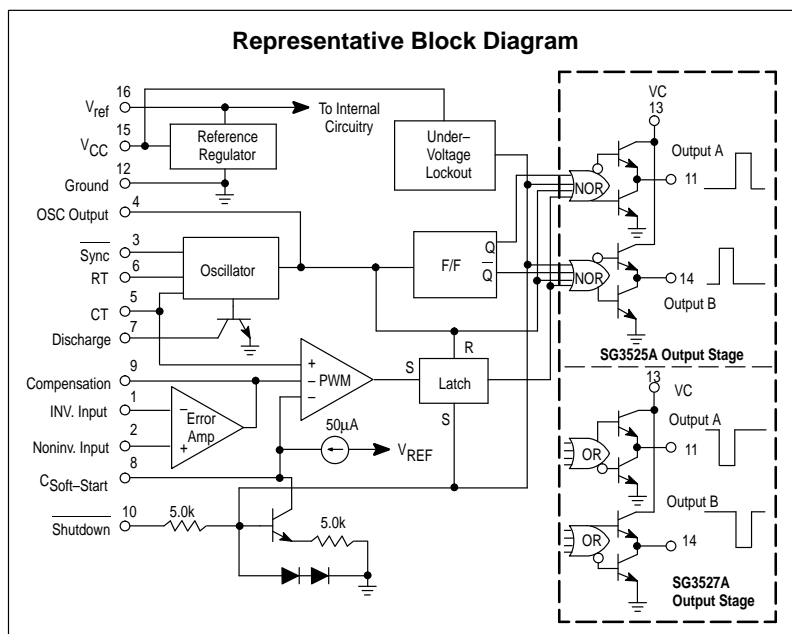 Representative Block Diagram
16
Vref
To Internal
Circuitry
15
VCC
Reference
Regulator
Under–
Voltage
Lockout
12
Ground
4
OSC Output
3
Sync
6
RT
5
CT
7
Discharge
Oscillator
F/F
Q
Q
9
Compensation
1
INV. Input
2
Noninv. Input
8
CSoft–Start
10
Shutdown
–
Error
Amp
+
+
–
–
PWM
S
R
Latch
S
50µA
VREF
5.0k
5.0k
VC
13
NOR
Output A
11
NOR
14
Output B
SG3525A Output Stage
13
VC
OR
Output A
11
Output B
OR
14
SG3527A
Output Stage